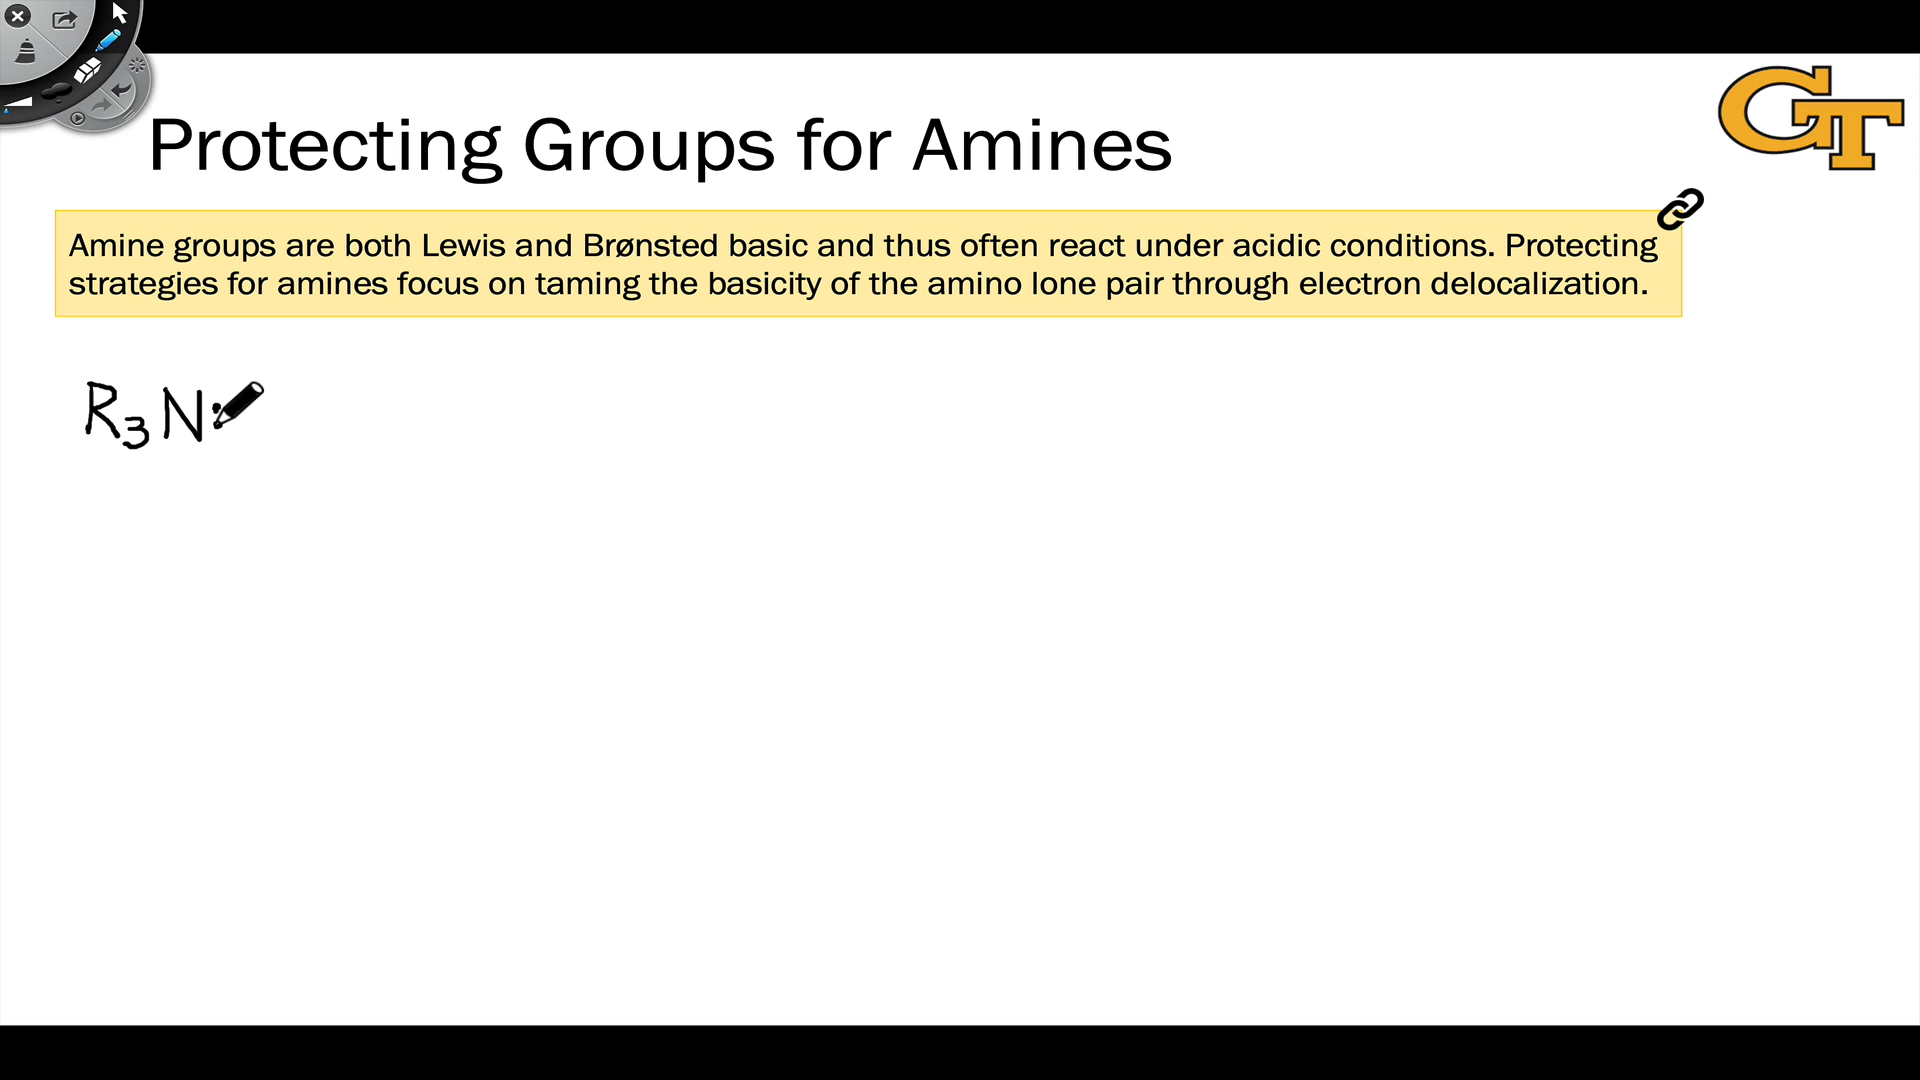 GT
Protecting Groups for Amines
Amine groups are both Lewis and Brønsted basic and thus often react under acidic conditions. Protecting
strategies for amines focus on taming the basicity of the amino lone pair through electron delocalization.
R₃N: